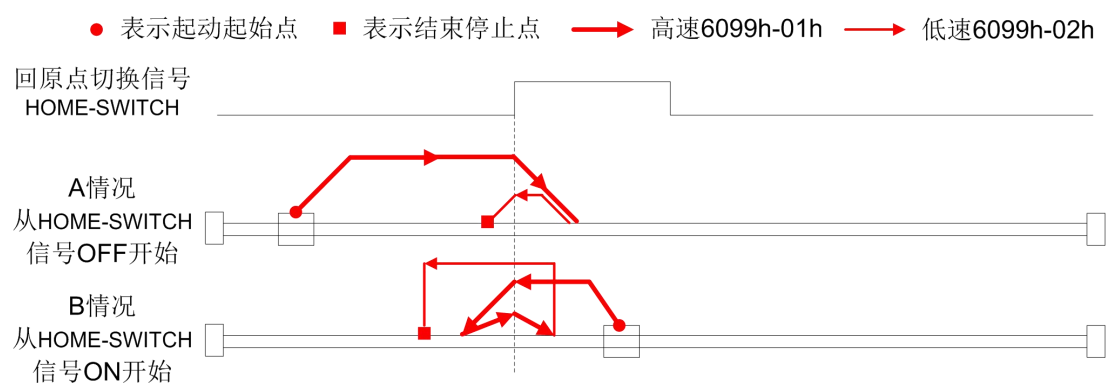 表示起动起始点 表示结束停止点 高速6099h-01h 低速6099h-02h
回原点切换信号
HOME-SWITCH
A情况
从HOME-SWITCH
信号OFF开始
B情况
从HOME-SWITCH
信号ON开始